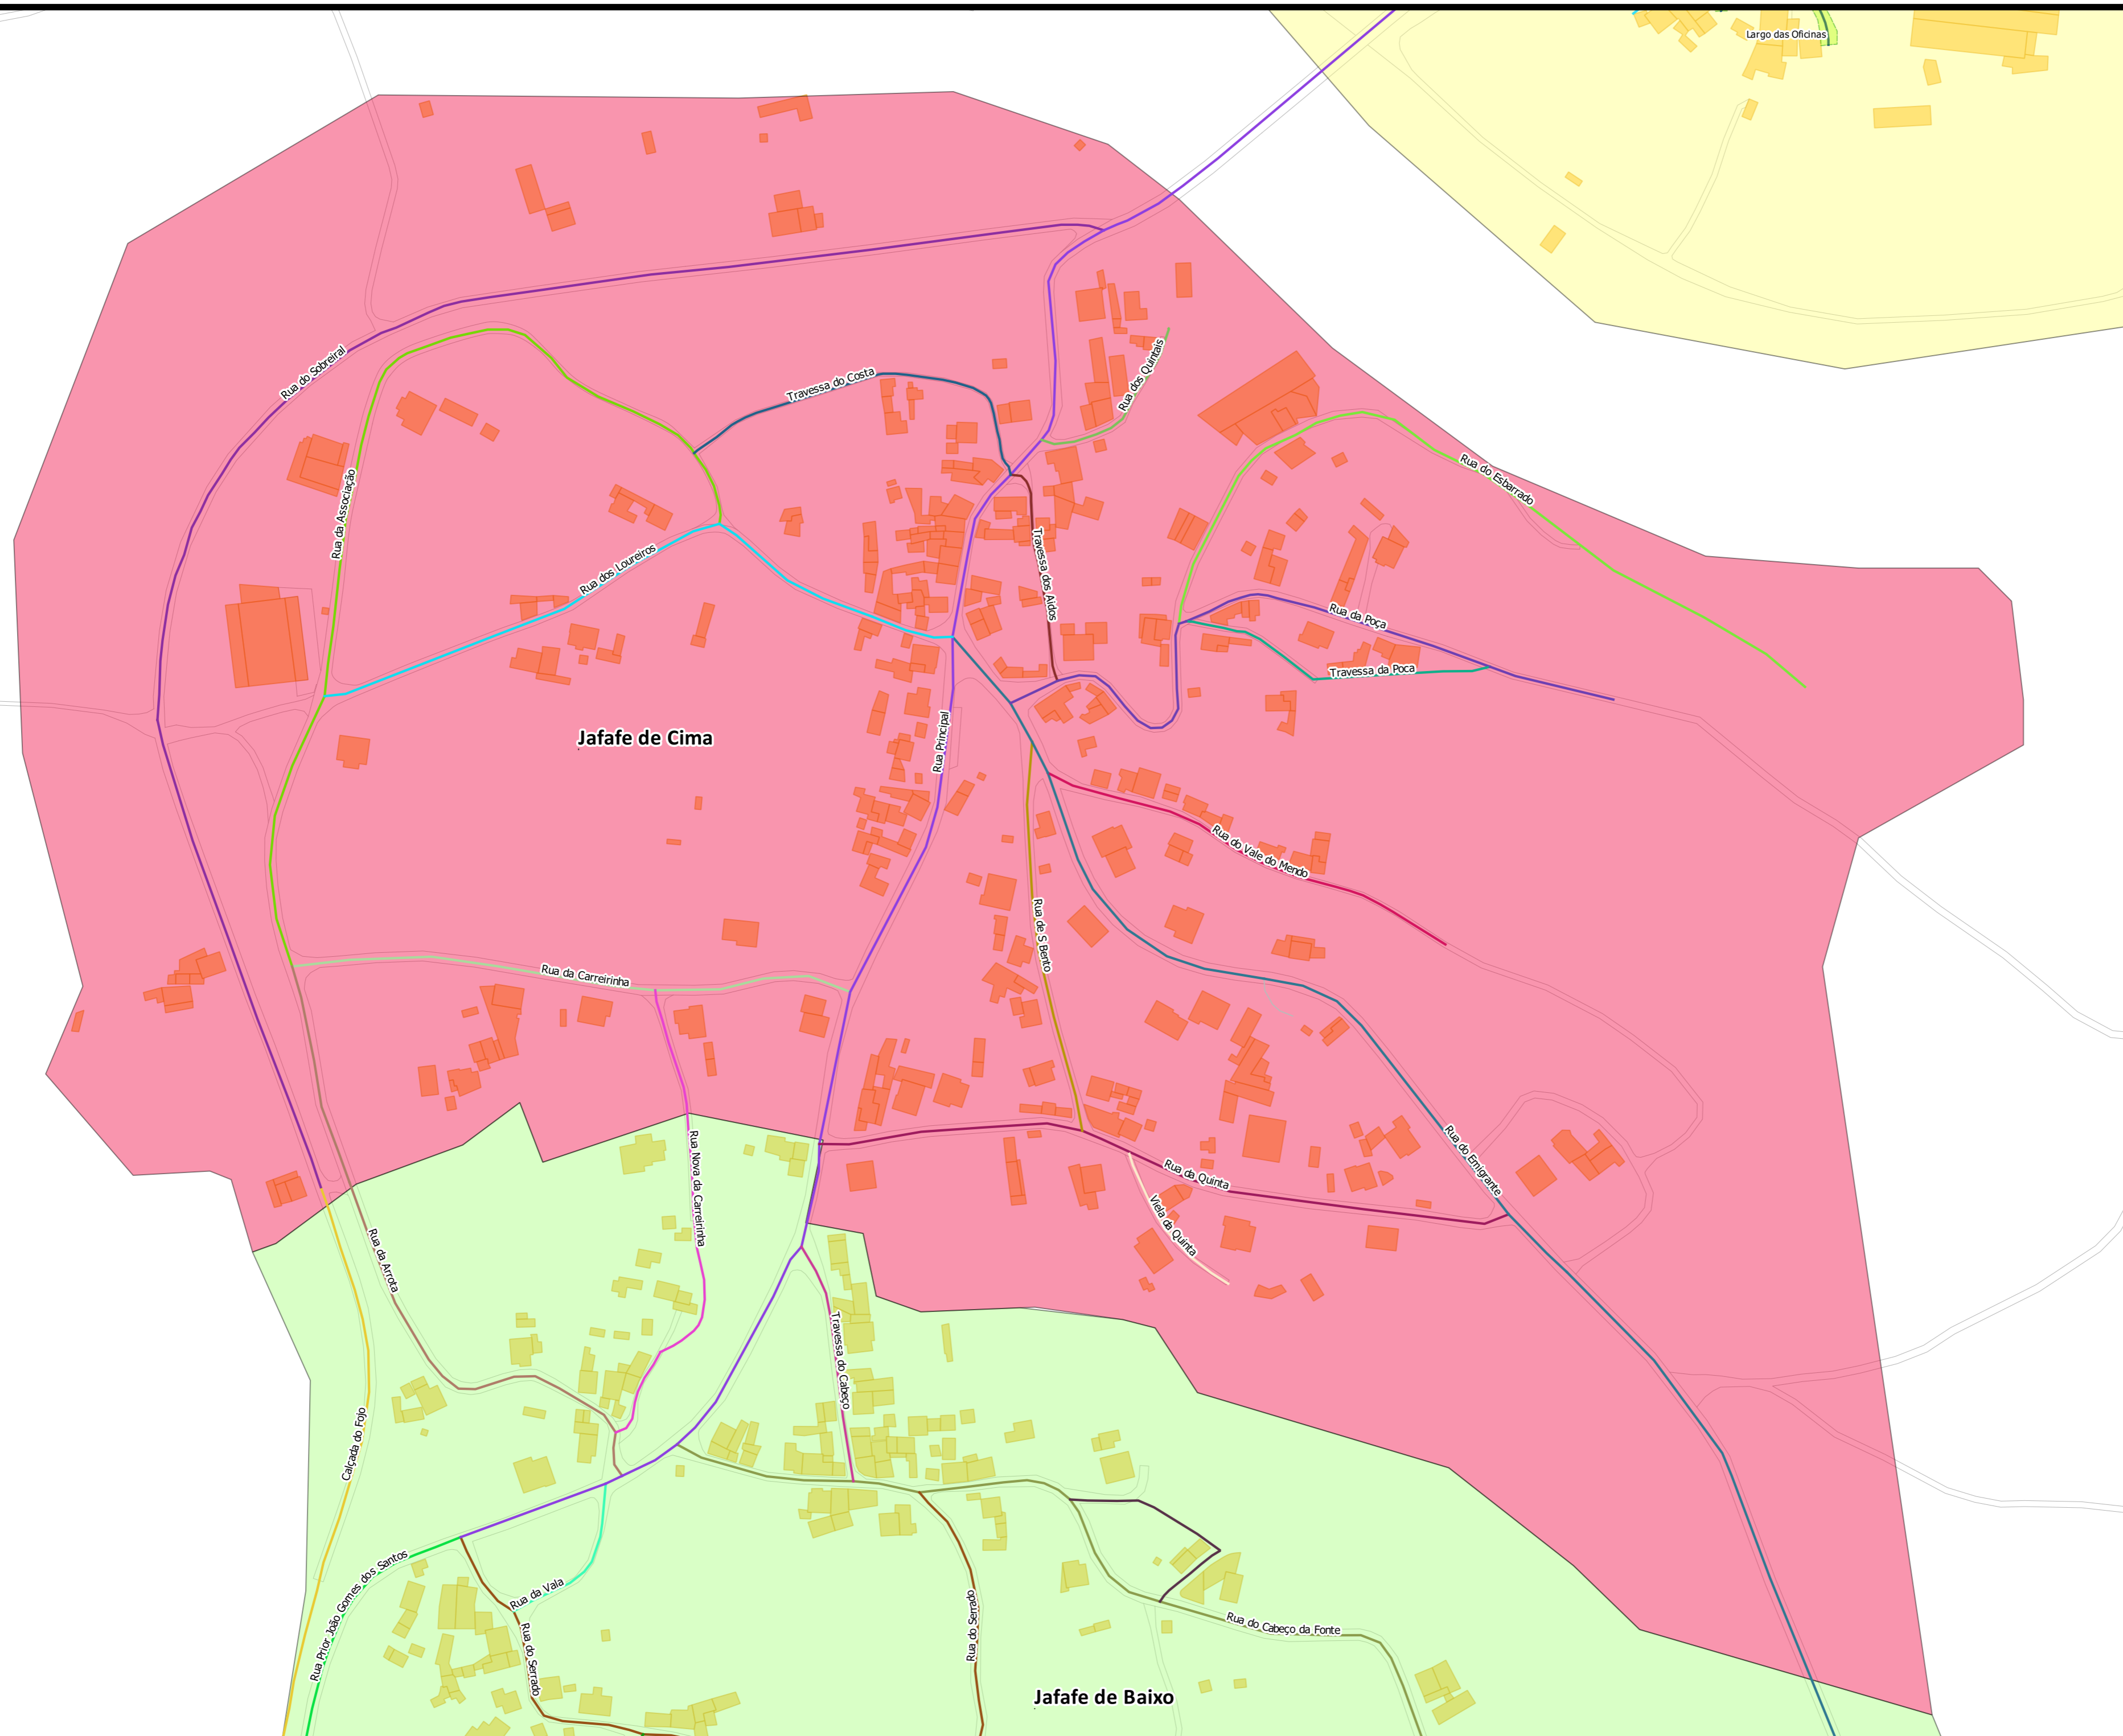 Largo das Oficinas
Rua do Sobreiral
Travessa do Costa
Rua dos Quintais
Rua da Associação
Rua do Esbarrado
Rua dos Loureiros
Travessa dos Aidos
Rua da Poça
Travessa da Poca
Jafafe de Cima
Rua Principal
Rua do Vale do Mendo
Rua de S Bento
Rua da Carreirinha
Rua do Emigrante
Rua da Quinta
Rua Nova da Carreirinha
Viela da Quinta
Rua da Arrota
Travessa do Cabeço
Calçada do Fojo
Rua Prior João Gomes dos Santos
Rua da Vala
Rua do Serrado
Rua do Serrado
Rua do Cabeço da Fonte
Jafafe de Baixo